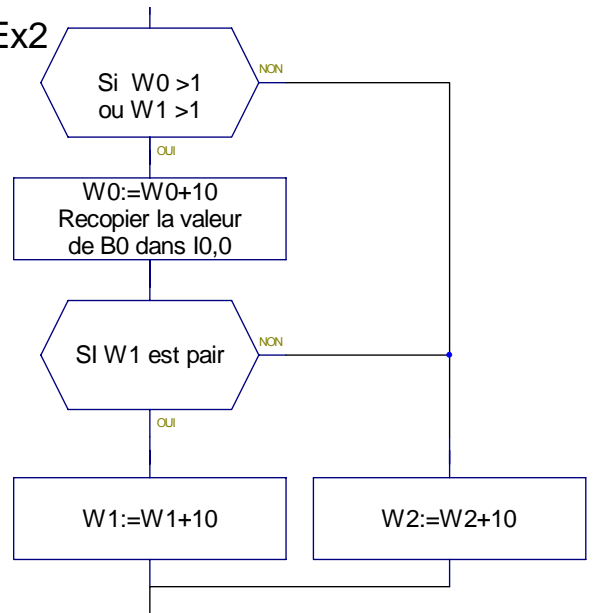 Ex2
Si W0 >1
ou W1 >1
NON
OUI
W0:=W0+10
Recopier la valeur
de B0 dans I0,0
SI W1 est pair
NON
OUI
W1:=W1+10
W2:=W2+10